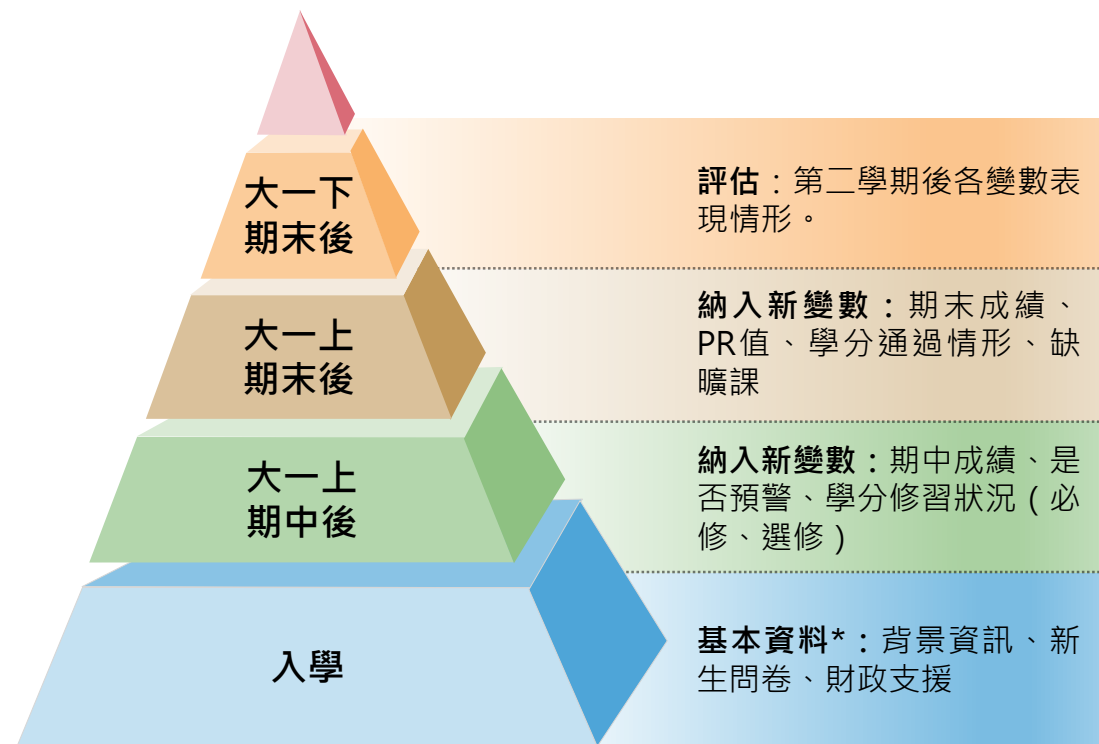 大一下
期末後
評估：第二學期後各變數表
現情形。
大一上
期末後
納入新變數：期末成績、
PR值、學分通過情形、缺
曠課
大一上
期中後
納入新變數：期中成績、是
否預警、學分修習狀況（必
修、選修）
入學
基本資料*：背景資訊、新
生問卷、財政支援